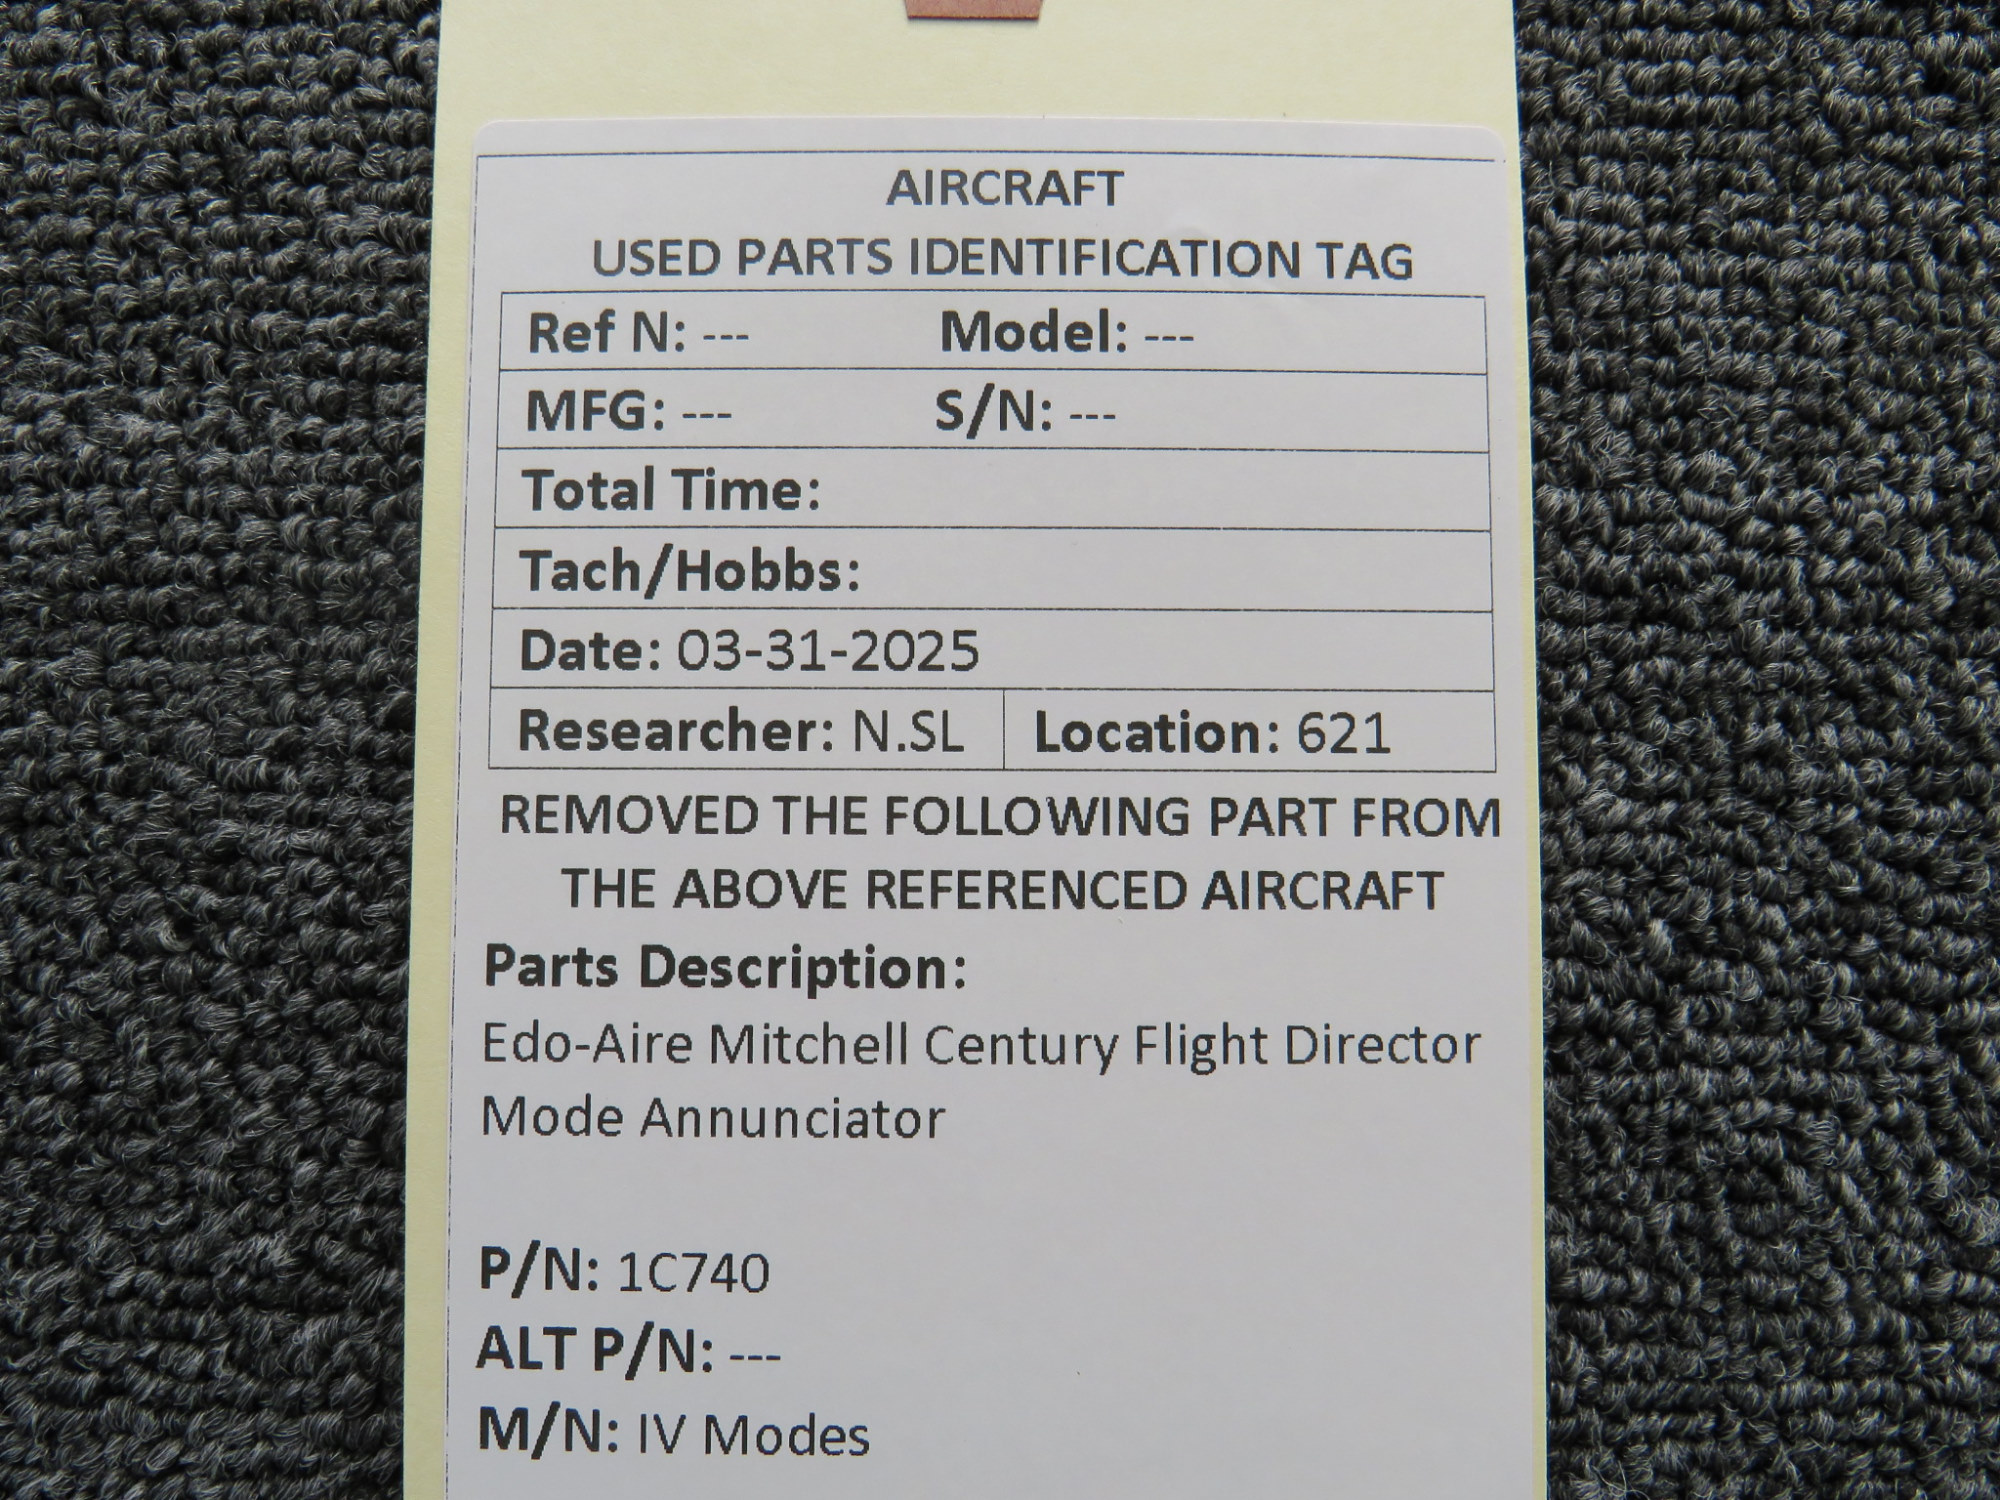 AIRCRAFT
USED PARTS IDENTIFICATION TAG
Ref N: --- Model: ---
MFG: --- S/N: ---
Total Time:
Tach/Hobbs:
Date: 03-31-2025
Researcher: N.SL Location: 621
REMOVED THE FOLLOWING PART FROM
THE ABOVE REFERENCED AIRCRAFT
Parts Description:
Edo-Aire Mitchell Century Flight Director
Mode Annunciator
P/N: 1C740
ALT P/N: ---
M/N: IV Modes